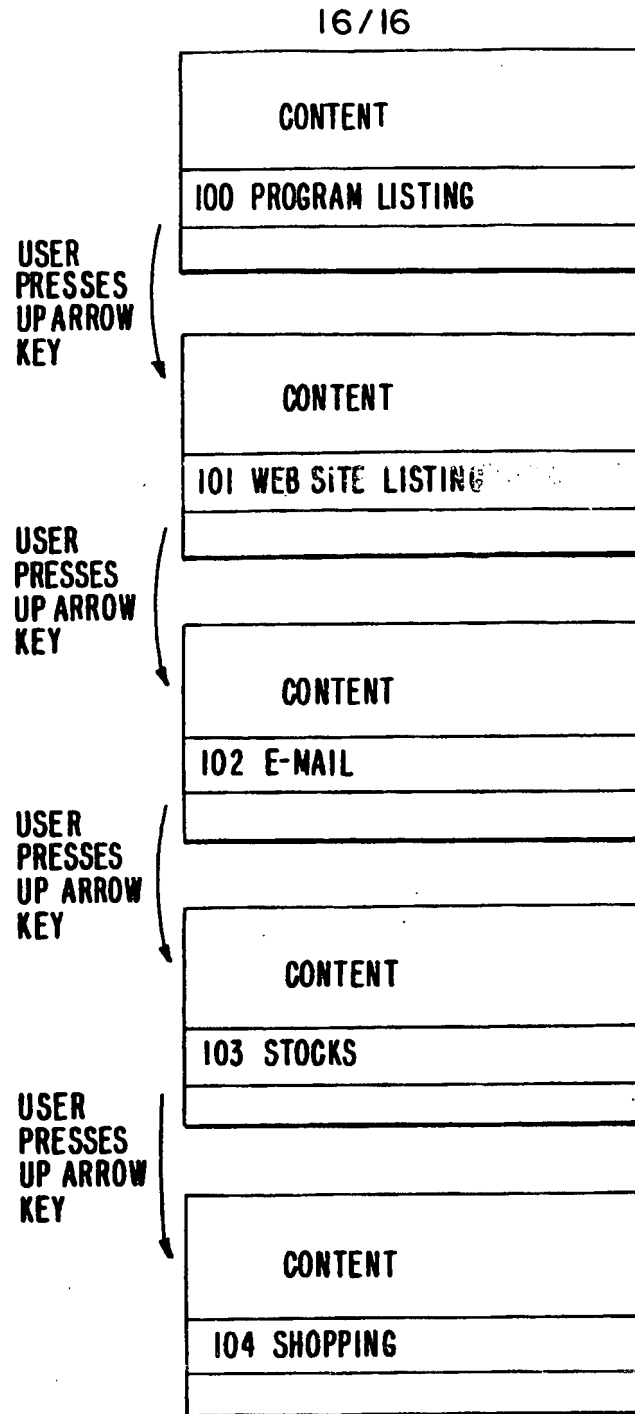 16/16
CONTENT
100 PROGRAM LISTING
USER
PRESSES
UP ARROW
KEY
CONTENT
101 WEB SiTE LISTING
USER
PRESSES
UP ARROW
KEY
CONTENT
102 E-MAIL
USER
PRESSES
UP ARROW
KEY
CONTENT
103 STOCKS
USER
PRESSES
UP ARROW
KEY
CONTENT
104 SHOPPING